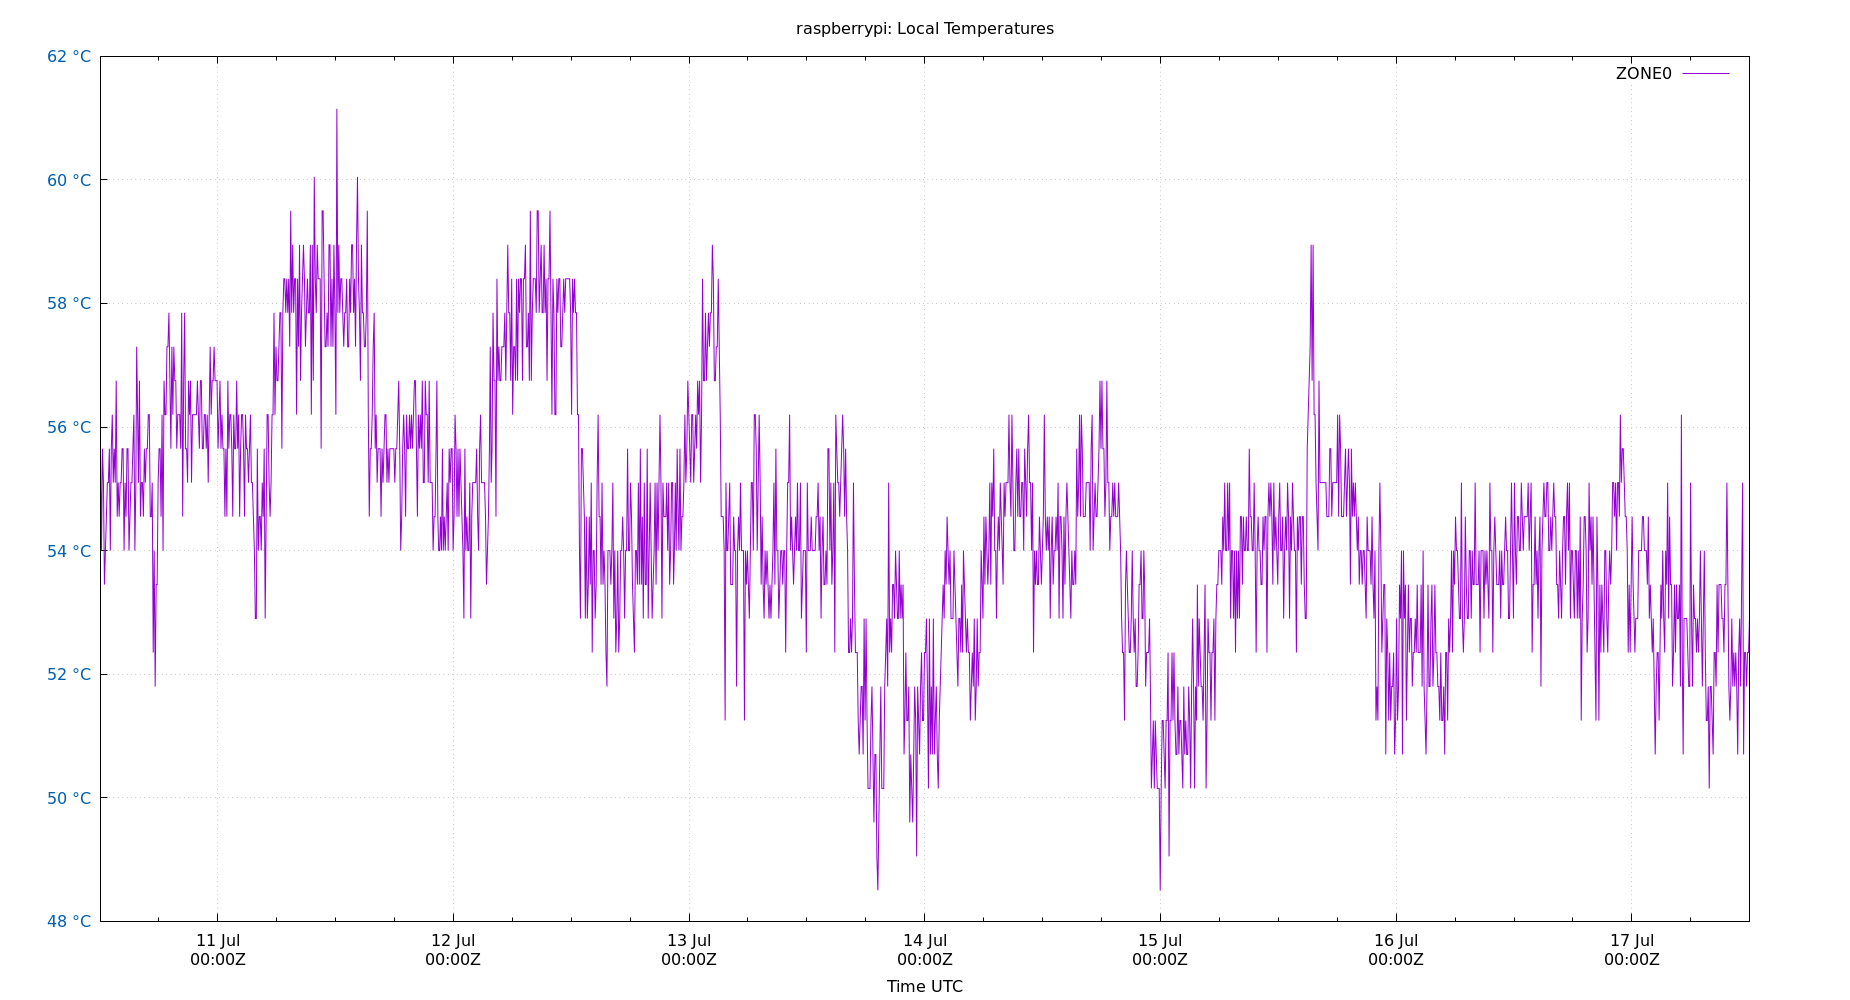 raspberrypi: Local Temperatures
62 °C
ZONE0
60 °C
58 °C
56 °C
54 °C
52 °C
50 °C
48 °C
11 Jul 12 Jul 13 Jul 14 Jul 15 Jul 16 Jul 17 Jul
00:00Z 00:00Z 00:00Z 00:00Z 00:00Z 00:00Z 00:00Z
Time UTC